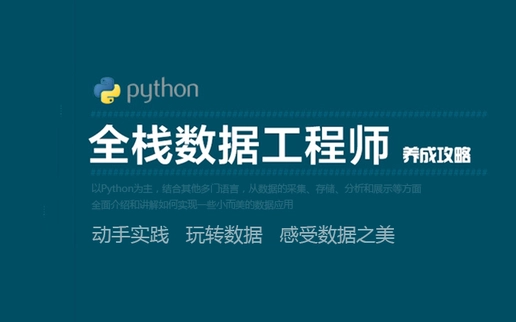 python
全栈数据工程师 养成攻略
以Python为主，结合其他多门语言，从数据的采集、存储、分析和展示等方面
全面介绍和讲解如何实现一些小而美的数据应用
动手实践 玩转数据 感受数据之美